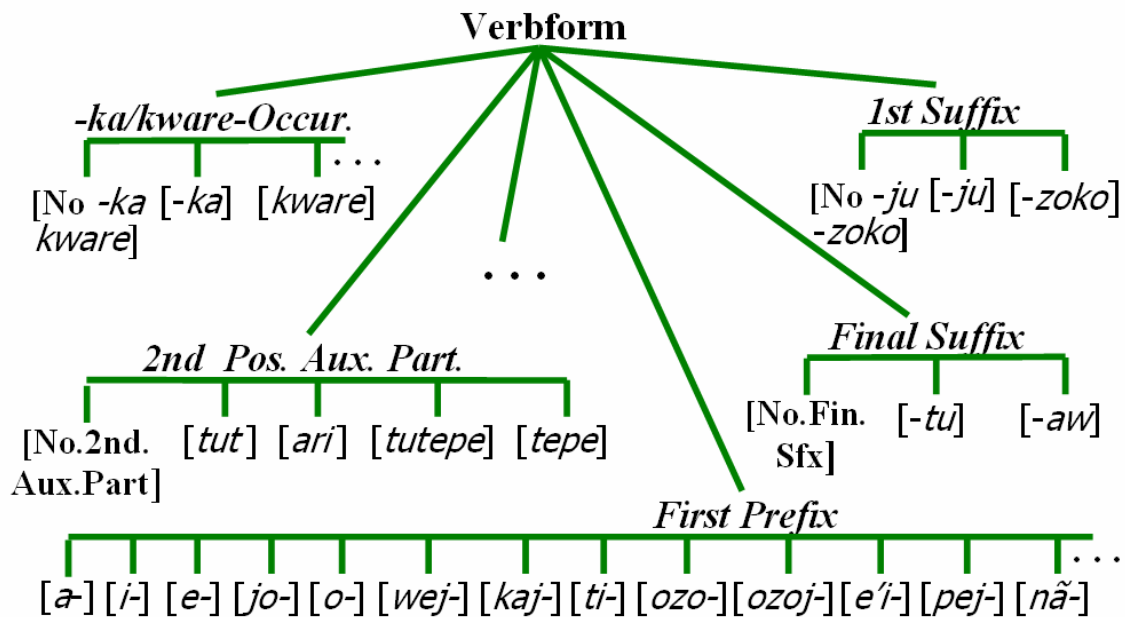 Verbform
-ka/kware-Occur.
1st Suffix
. . .
[No -ka [-ka] [kware]
kware]
[No -ju [-ju] [-zoko]
-zoko]
. . .
2nd Pos. Aux. Part.
Final Suffix
[No.2nd. [tut] [ari] [tutepe] [tepe]
Aux.Part]
[No.Fin. [-tu] [-aw]
Sfx]
First Prefix
. . .
[a-] [i-] [e-] [jo-] [o-] [wej-] [kaj-] [ti-] [ozo-] [ozoj-] [e'i-] [pej-] [nã-]